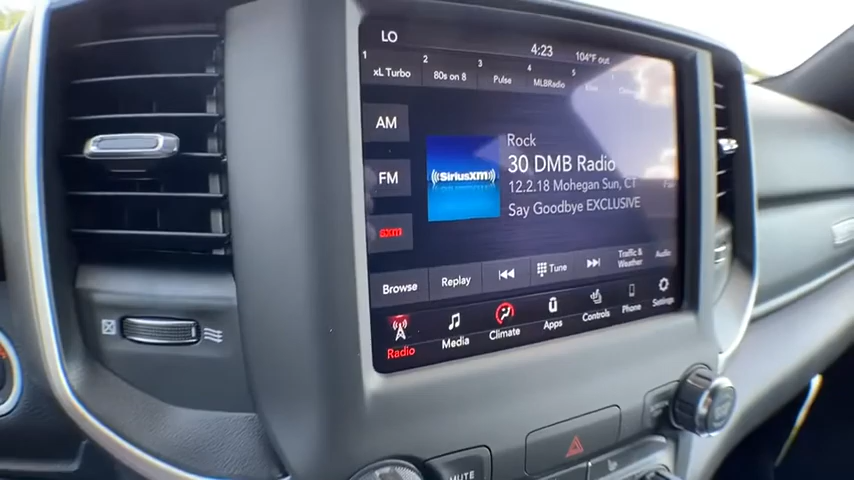 LO 4:23 104°F out
1 xL Turbo 2 80s on 8 3 Pulse 4 MLBRadio 5
AM
FM
sxm
((SiriusXM))
Rock
30 DMB Radio
12.2.18 Mohegan Sun, CT
Say Goodbye EXCLUSIVE
Browse Replay Tune Traffic & Weather Audio
Radio Media Climate Apps Controls Phone Settings
MUTE